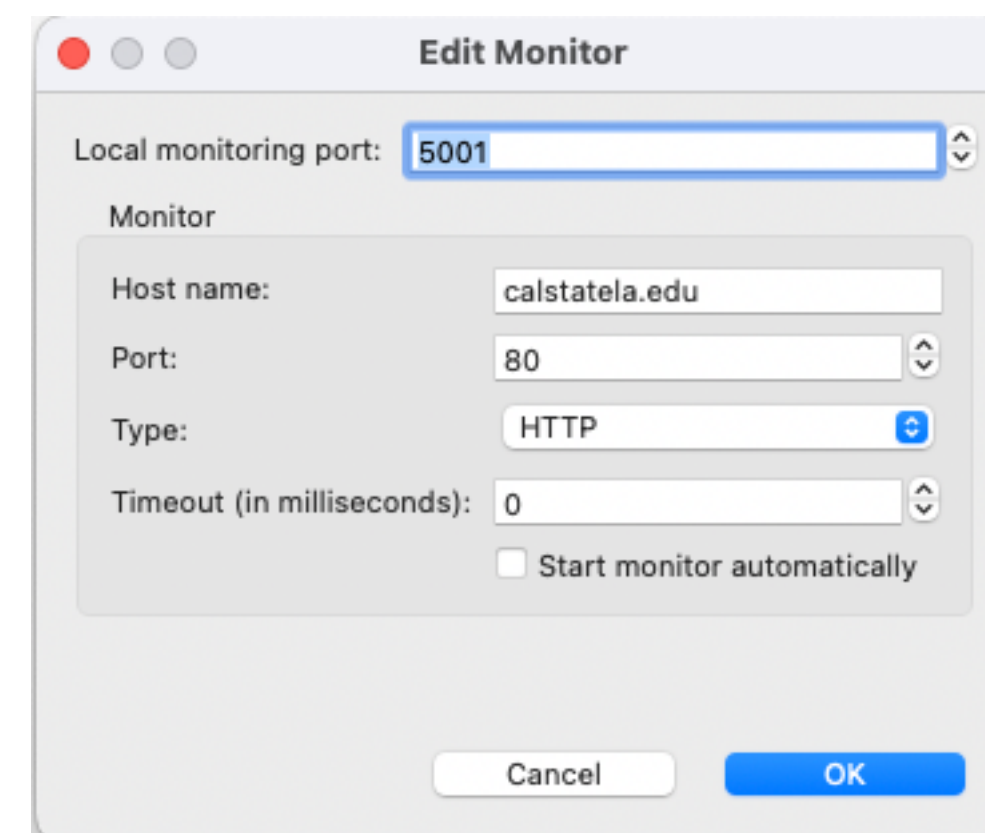 Edit Monitor
Local monitoring port: 5001
Monitor
Host name: calstatela.edu
Port: 80
Type: HTTP
Timeout (in milliseconds): 0
Start monitor automatically
Cancel OK